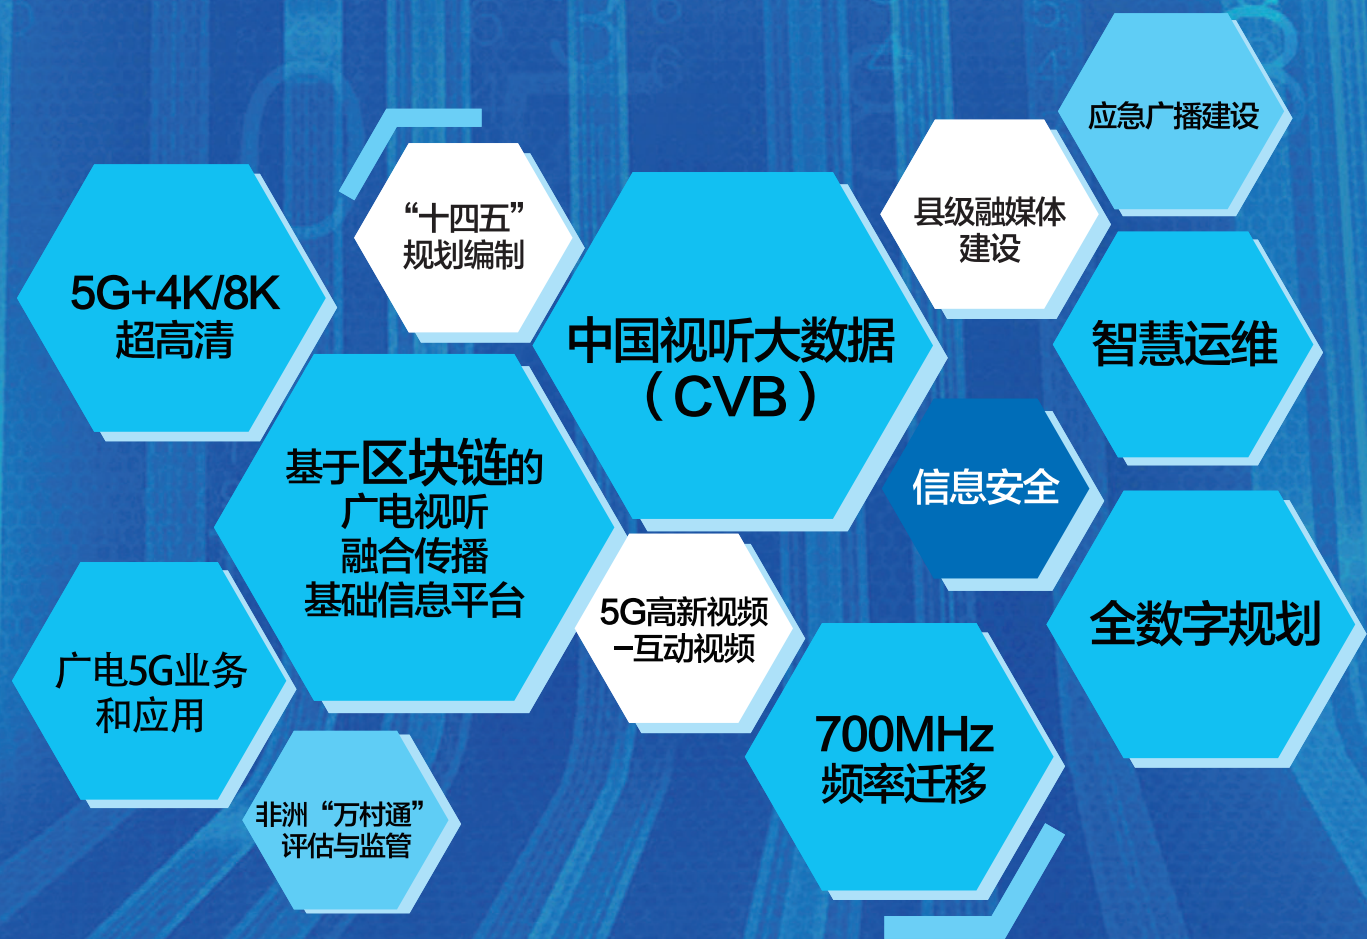 应急广播建设
“十四五”
规划编制
县级融媒体
建设
5G+4K/8K
超高清
中国视听大数据
（CVB）
智慧运维
基于区块链的
广电视听
融合传播
基础信息平台
信息安全
5G高新视频
–互动视频
全数字规划
广电5G业务
和应用
700MHz
频率迁移
非洲“万村通”
评估与监管